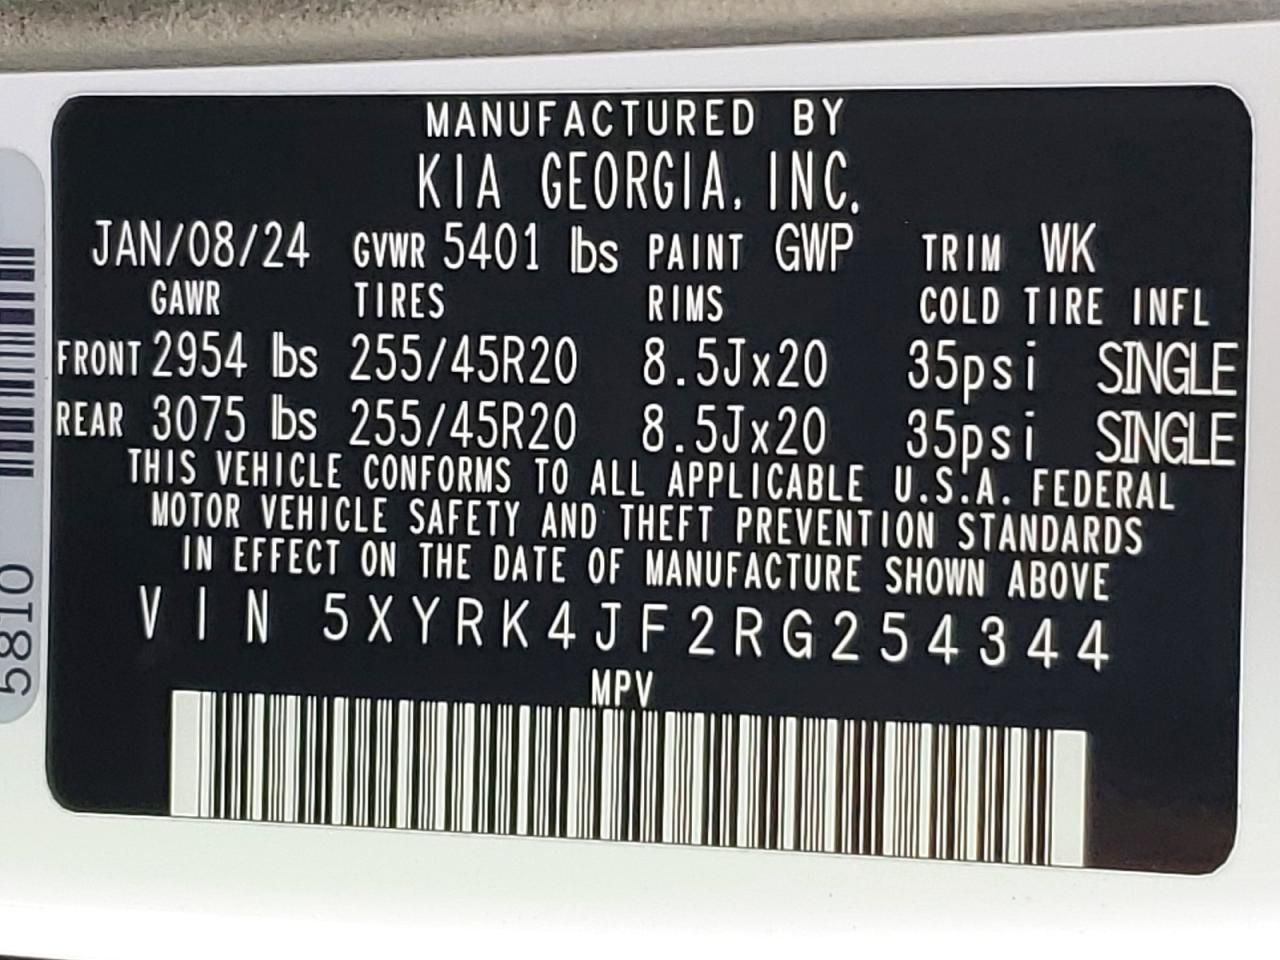 MANUFACTURED BY
KIA GEORGIA, INC.
JAN/08/24 GVWR 5401 lbs PAINT GWP TRIM WK
GAWR TIRES RIMS COLD TIRE INFL
FRONT 2954 lbs 255/45R20 8.5Jx20 35psi SINGLE
REAR 3075 lbs 255/45R20 8.5Jx20 35psi SINGLE
THIS VEHICLE CONFORMS TO ALL APPLICABLE U.S.A. FEDERAL
MOTOR VEHICLE SAFETY AND THEFT PREVENTION STANDARDS
IN EFFECT ON THE DATE OF MANUFACTURE SHOWN ABOVE
VIN 5XYRK4JF2RG254344
MPV
5810